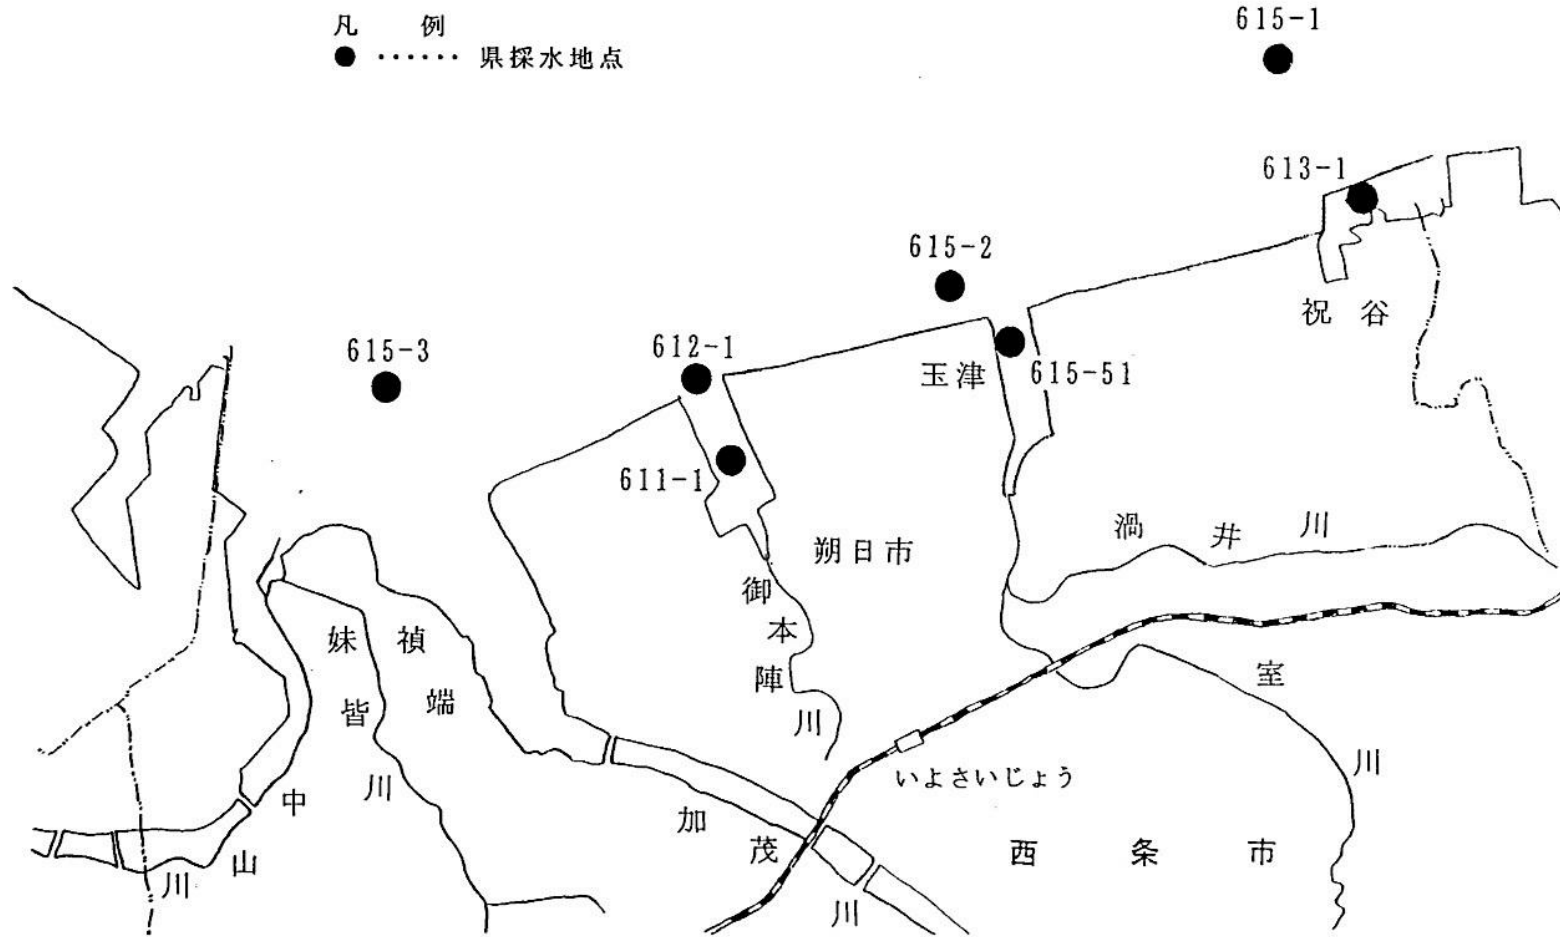 凡 例
●‥‥‥県採水地点
615-1
613-1
615-2
祝谷
615-3
612-1
玉津
615-51
611-1
渦井川
朔日市
御本陣川
妹皆川
禎端
室川
いよさいじょう
中山川
加茂川
西条市